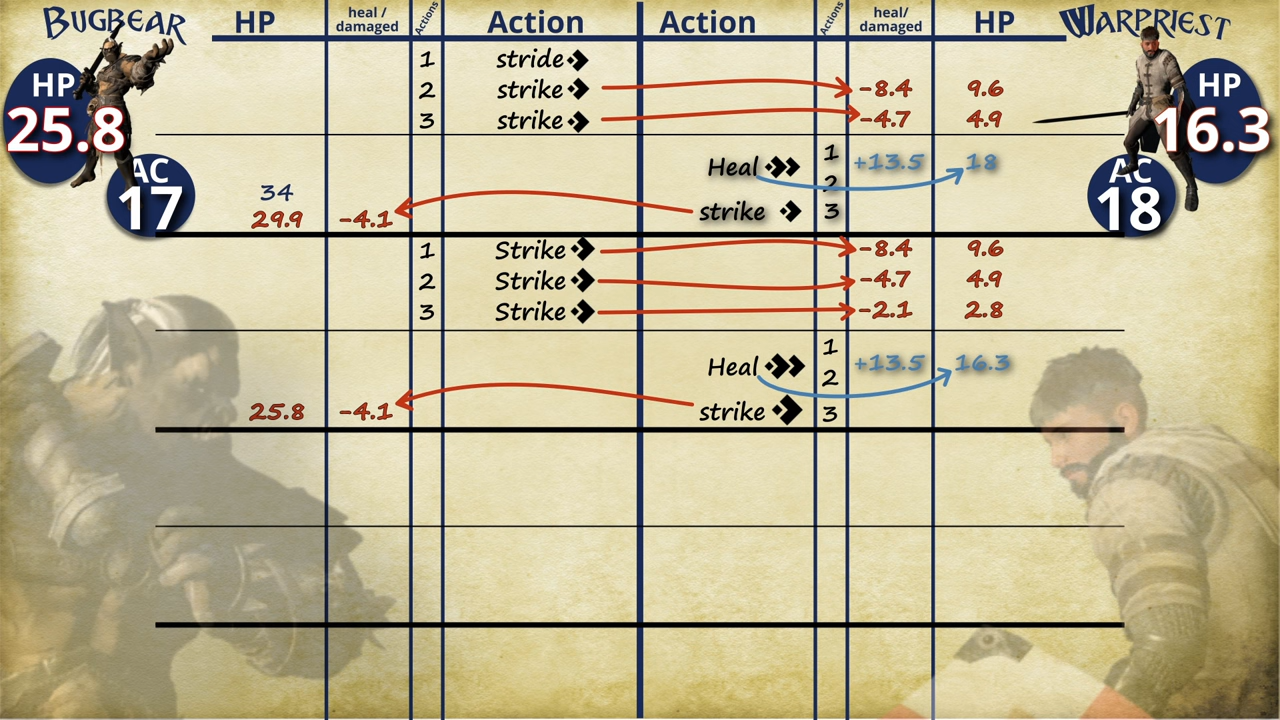 BUGBEAR HP heal / damaged Actions Action Action Actions heal/ damaged HP WARPRIEST
HP
25.8
AC
17
HP
16.3
AC
18
1 stride
2 strike -8.4 9.6
3 strike -4.7 4.9
Heal 1 +13.5 18
2
34
29.9 -4.1 strike 3
1 Strike -8.4 9.6
2 Strike -4.7 4.9
3 Strike -2.1 2.8
1
Heal +13.5 16.3
2
25.8 -4.1 strike 3